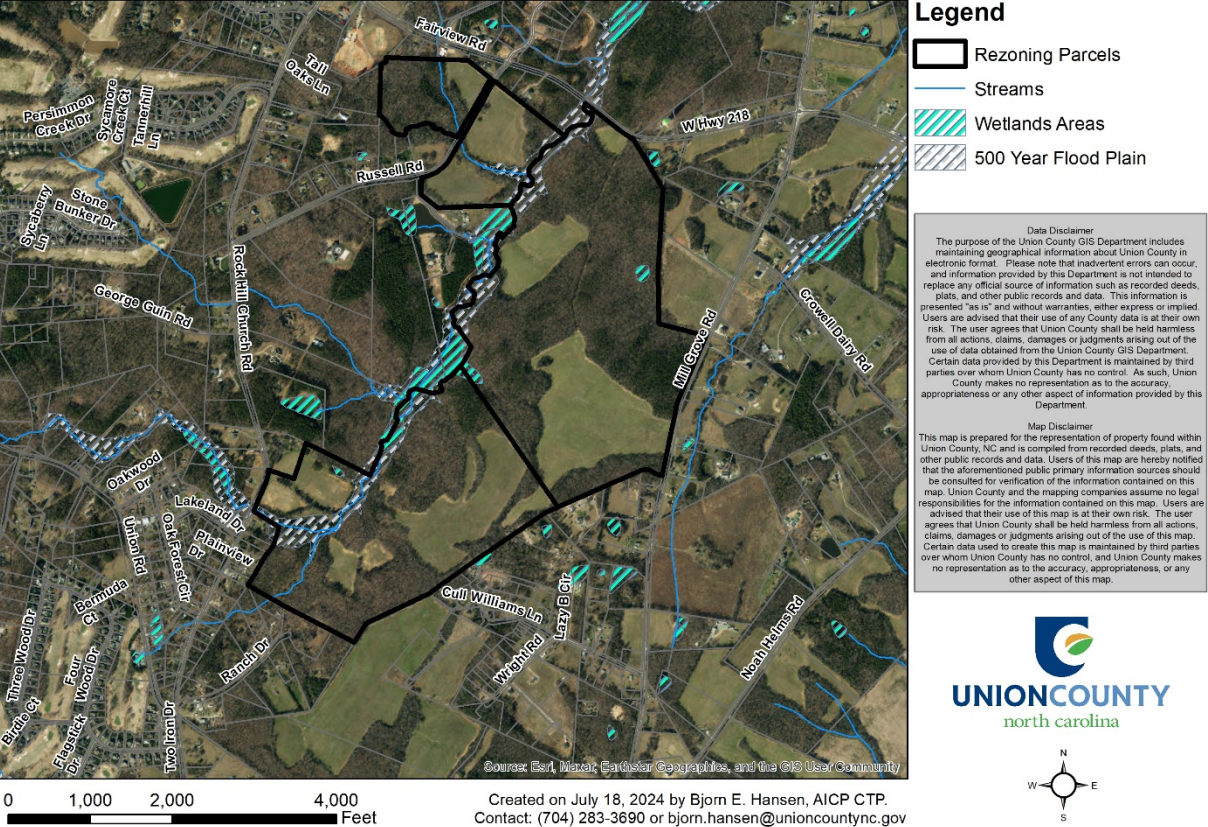 Fairview Rd
Tall
Oaks Ln
Persimmon
Creek Dr
Sycamore
Creek Ct
Tannerhill
Ln
W Hwy 218
Russell Rd
Stone
Bunker Dr
Sycaberry
Ln
Rock Hill Church Rd
George Guin Rd
Mill Grove Rd
Crowell Dairy Rd
Oakwood
Dr
Lakeland Dr
Plainview
Dr
Union Rd
Oak Forest Cir
Bermuda
Ct
Cull Williams Ln
Lazy B Cir
Wright Rd
Noah Helms Rd
Ranch Dr
Three Wood Dr
Four
Wood Dr
Birdie Ct
Flagstick
Dr
Two Iron Dr
Source: Esri, Maxar, Earthstar Geographics, and the GIS User Community
0 1,000 2,000 4,000
Feet
Created on July 18, 2024 by Bjorn E. Hansen, AICP CTP.
Contact: (704) 283-3690 or bjorn.hansen@unioncountync.gov
Legend
Rezoning Parcels
Streams
Wetlands Areas
500 Year Flood Plain
Data Disclaimer
The purpose of the Union County GIS Department includes
maintaining geographical information about Union County in
electronic format. Please note that inadvertent errors can occur,
and information provided by this Department is not intended to
replace any official source of information such as recorded deeds,
plats, and other public records and data. This information is
presented "as is" and without warranties, either express or implied.
Users are advised that their use of any County data is at their own
risk. The user agrees that Union County shall be held harmless
from all actions, claims, damages or judgments arising out of the
use of data obtained from the Union County GIS Department.
Certain data provided by this Department is maintained by third
parties over whom Union County has no control. As such, Union
County makes no representation as to the accuracy,
appropriateness or any other aspect of information provided by this
Department.
Map Disclaimer
This map is prepared for the representation of property found within
Union County, NC and is compiled from recorded deeds, plats, and
other public records and data. Users of this map are hereby notified
that the aforementioned public primary information sources should
be consulted for verification of the information contained on this
map. Union County and the mapping companies assume no legal
responsibilities for the information contained on this map. Users are
advised that their use of this map is at their own risk. The user
agrees that Union County shall be held harmless from all actions,
claims, damages or judgments arising out of the use of this map.
Certain data used to create this map is maintained by third parties
over whom Union County has no control, and Union County makes
no representation as to the accuracy, appropriateness, or any
other aspect of this map.
UNIONCOUNTY
north carolina
N
W E
S